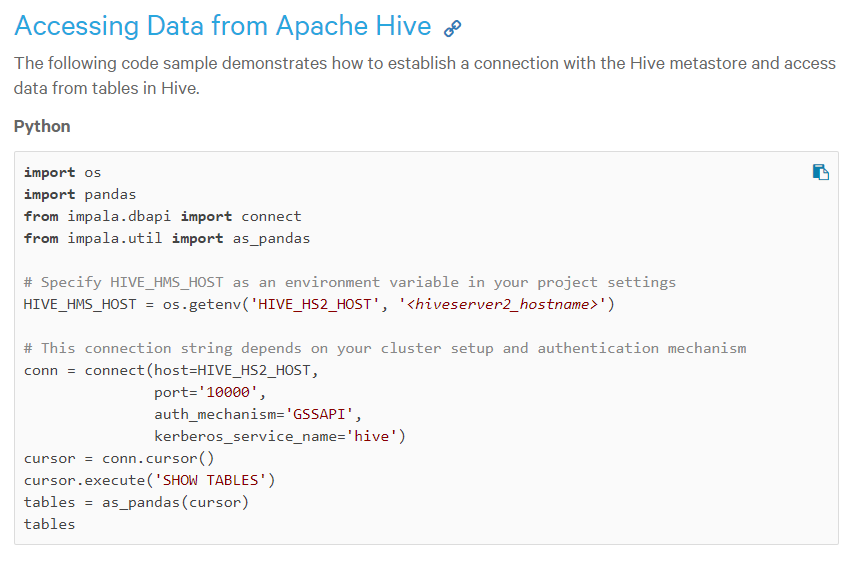 Accessing Data from Apache Hive
The following code sample demonstrates how to establish a connection with the Hive metastore and access
data from tables in Hive.
Python
import os
import pandas
from impala.dbapi import connect
from impala.util import as_pandas
# Specify HIVE_HMS_HOST as an environment variable in your project settings
HIVE_HMS_HOST = os.getenv('HIVE_HS2_HOST', '<hiveserver2_hostname>')
# This connection string depends on your cluster setup and authentication mechanism
conn = connect(host=HIVE_HS2_HOST,
               port='10000',
               auth_mechanism='GSSAPI',
               kerberos_service_name='hive')
cursor = conn.cursor()
cursor.execute('SHOW TABLES')
tables = as_pandas(cursor)
tables